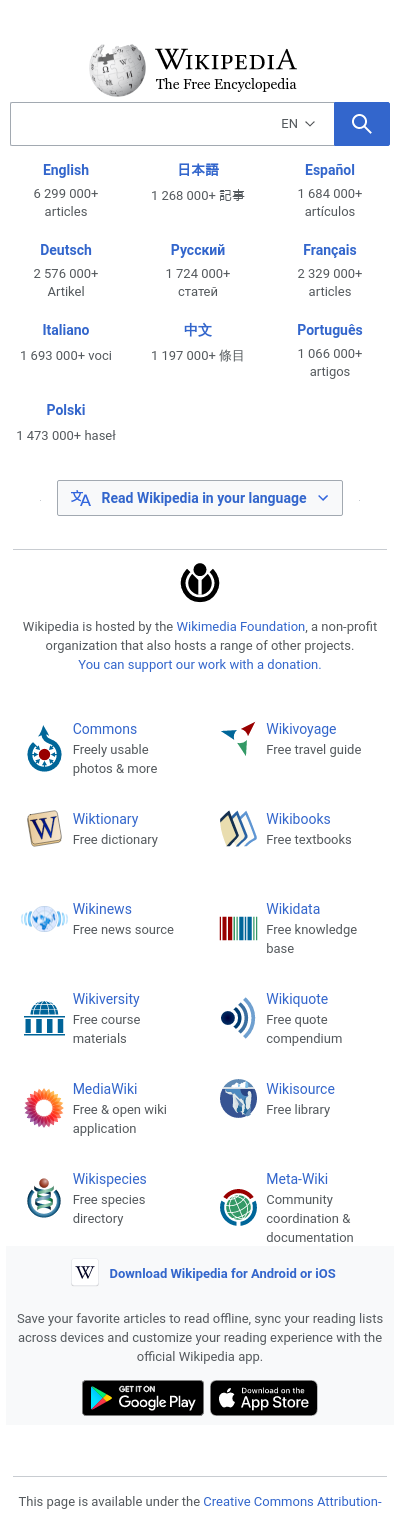 WIKIPEDIA
The Free Encyclopedia
EN
English
6 299 000+
articles
日本語
1 268 000+ 記事
Español
1 684 000+
artículos
Deutsch
2 576 000+
Artikel
Русский
1 724 000+
статей
Français
2 329 000+
articles
Italiano
1 693 000+ voci
中文
1 197 000+ 條目
Português
1 066 000+
artigos
Polski
1 473 000+ haseł
Read Wikipedia in your language
Wikipedia is hosted by the Wikimedia Foundation, a non-profit
organization that also hosts a range of other projects.
You can support our work with a donation.
Commons
Freely usable
photos & more
Wikivoyage
Free travel guide
Wiktionary
Free dictionary
Wikibooks
Free textbooks
Wikinews
Free news source
Wikidata
Free knowledge
base
Wikiversity
Free course
materials
Wikiquote
Free quote
compendium
MediaWiki
Free & open wiki
application
Wikisource
Free library
Wikispecies
Free species
directory
Meta-Wiki
Community
coordination &
documentation
W
Download Wikipedia for Android or iOS
Save your favorite articles to read offline, sync your reading lists
across devices and customize your reading experience with the
official Wikipedia app.
GET IT ON
Google Play
Download on the
App Store
This page is available under the Creative Commons Attribution-